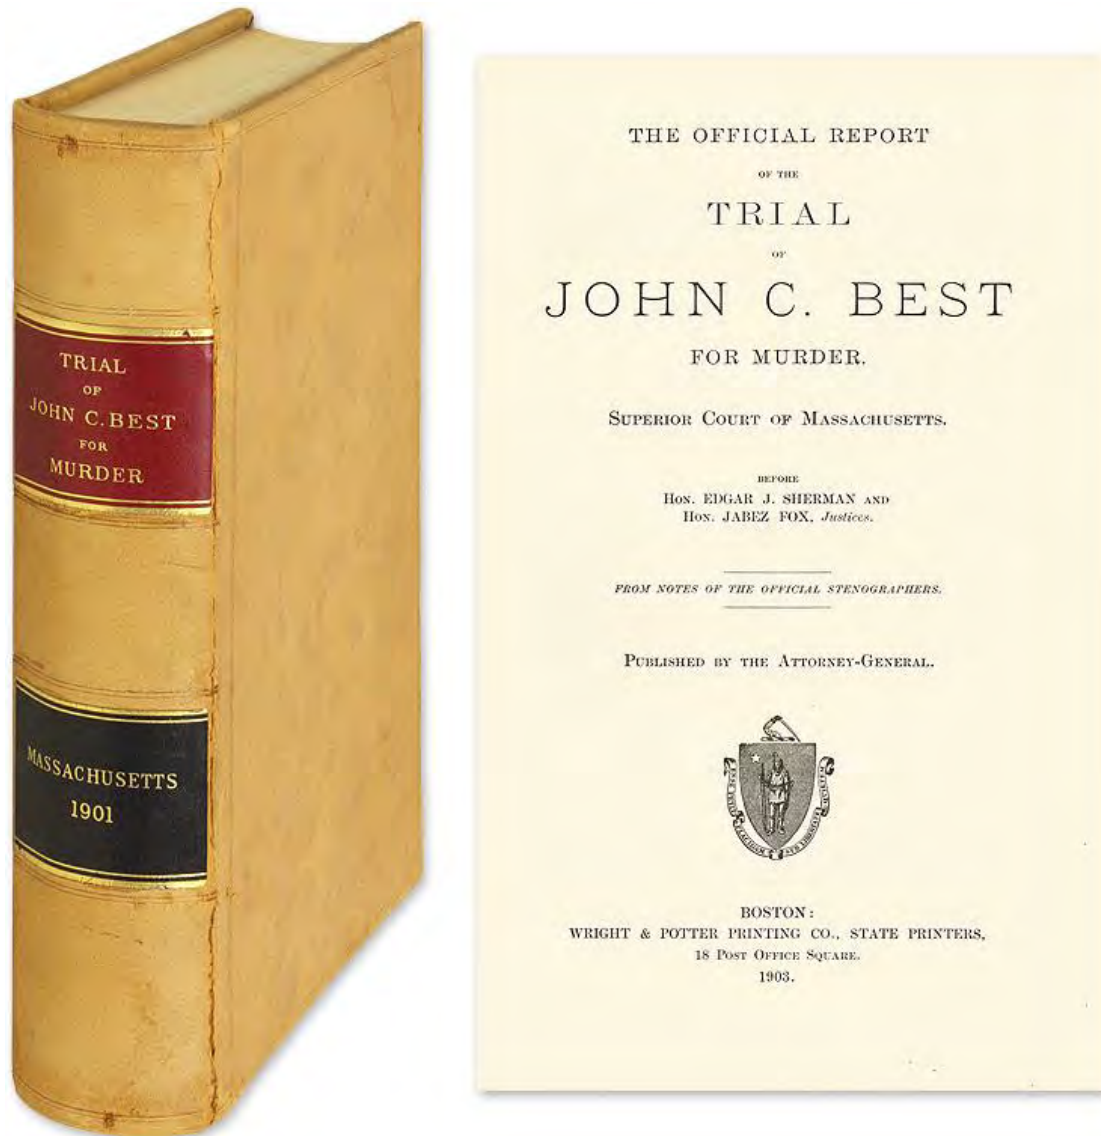 TRIAL
OF
JOHN C. BEST
FOR
MURDER
MASSACHUSETTS
1901
THE OFFICIAL REPORT
OF THE
TRIAL
OF
JOHN C. BEST
FOR MURDER.
SUPERIOR COURT OF MASSACHUSETTS.
BEFORE
HON. EDGAR J. SHERMAN AND
HON. JABEZ FOX, Justices.
FROM NOTES OF THE OFFICIAL STENOGRAPHERS.
PUBLISHED BY THE ATTORNEY-GENERAL.
BOSTON:
WRIGHT & POTTER PRINTING CO., STATE PRINTERS,
18 POST OFFICE SQUARE.
1903.